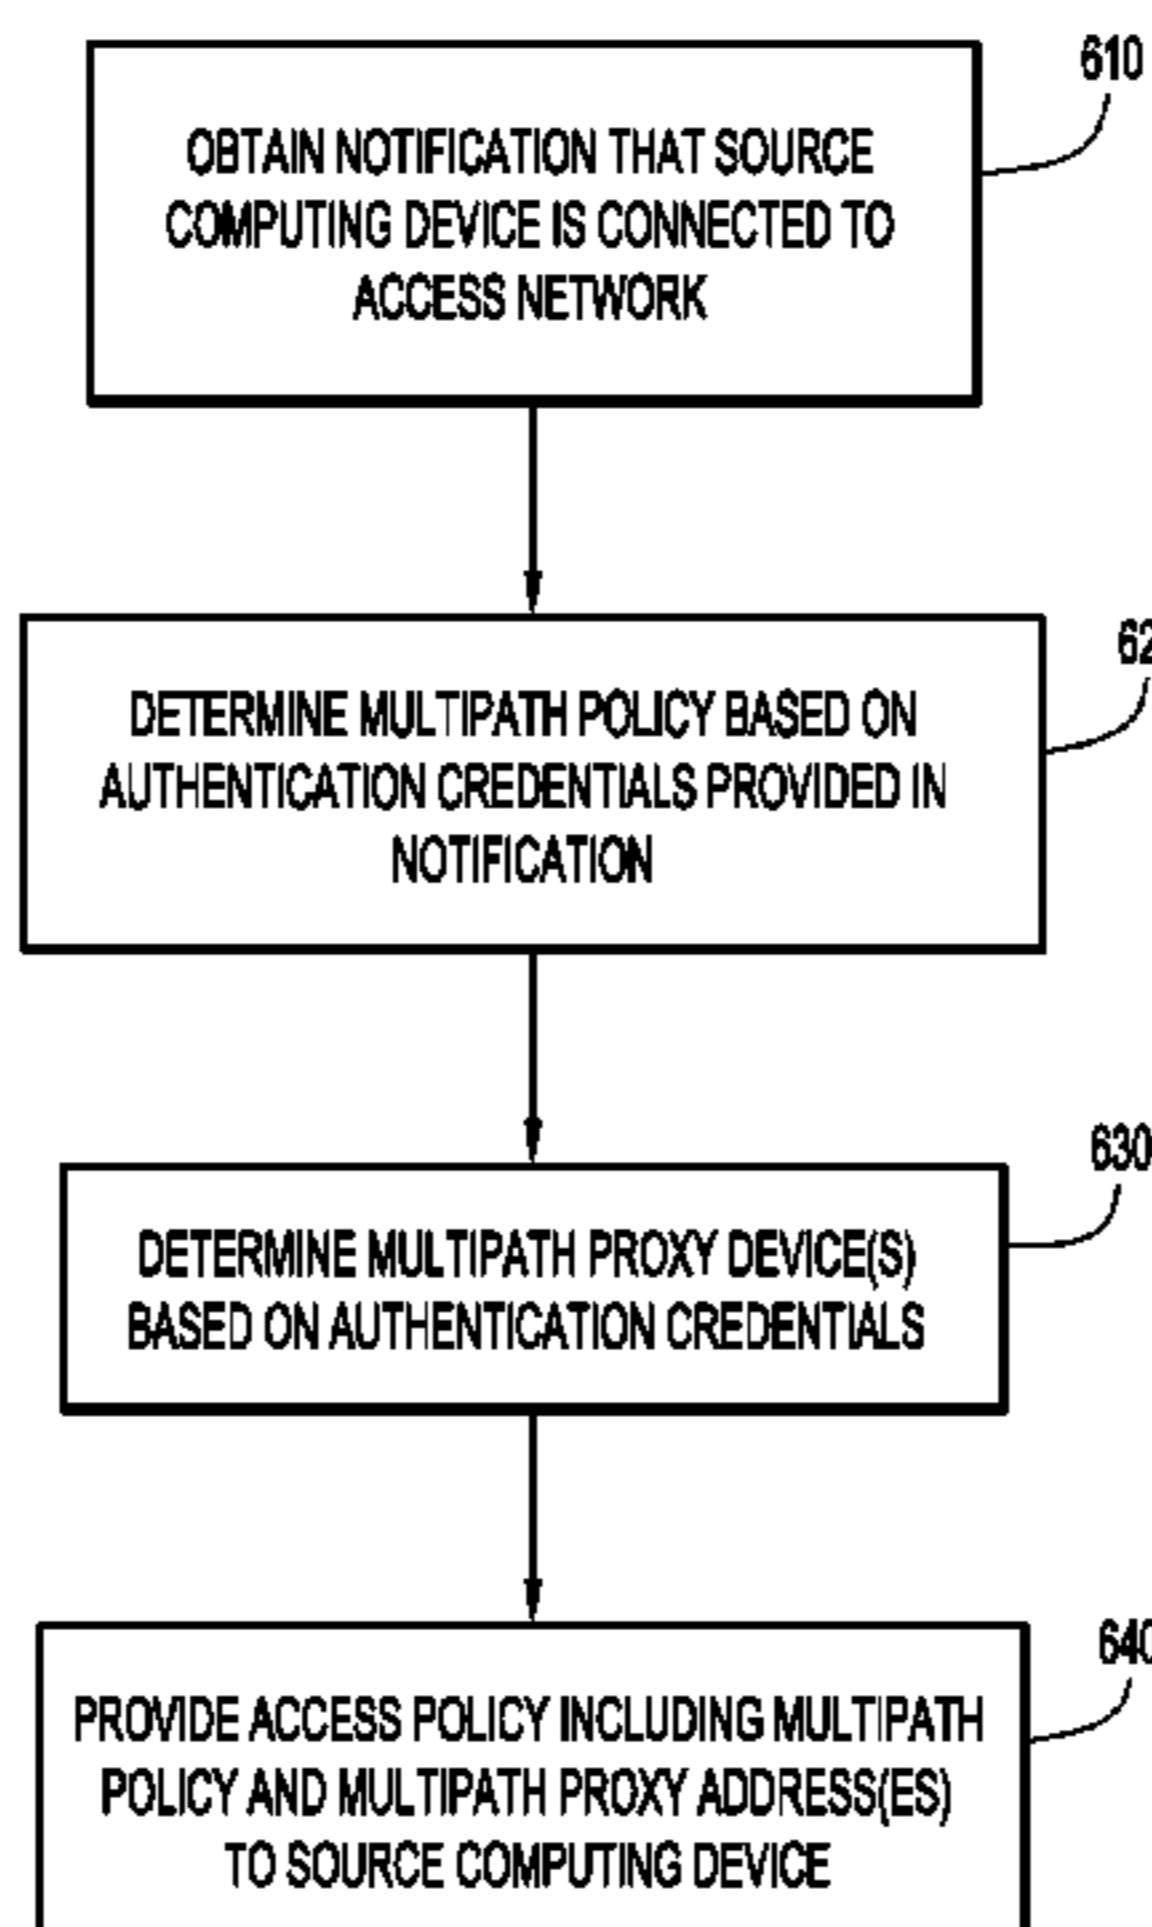 610
OBTAIN NOTIFICATION THAT SOURCE
COMPUTING DEVICE IS CONNECTED TO
ACCESS NETWORK
62
DETERMINE MULTIPATH POLICY BASED ON
AUTHENTICATION CREDENTIALS PROVIDED IN
NOTIFICATION
630
DETERMINE MULTIPATH PROXY DEVICE(S)
BASED ON AUTHENTICATION CREDENTIALS
640
PROVIDE ACCESS POLICY INCLUDING MULTIPATH
POLICY AND MULTIPATH PROXY ADDRESS(ES)
TO SOURCE COMPUTING DEVICE